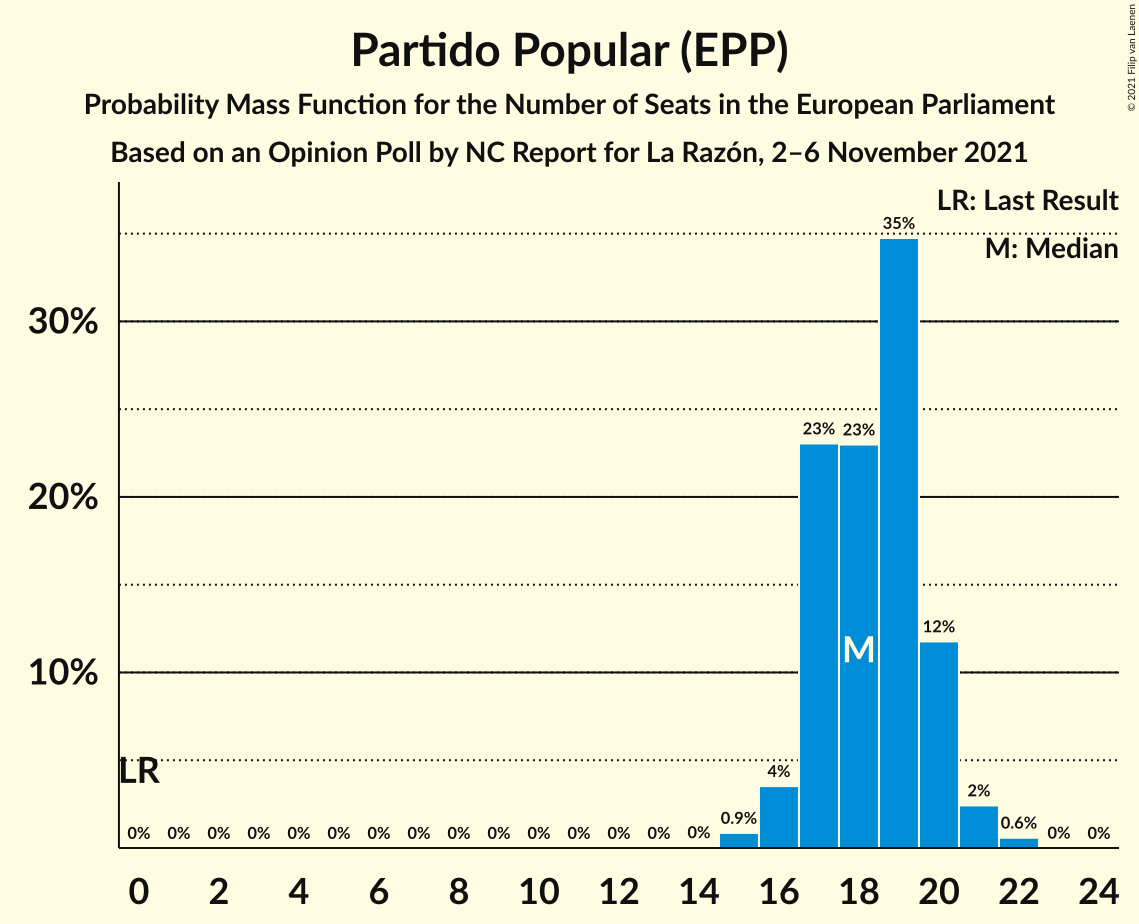 Partido Popular (EPP)
Probability Mass Function for the Number of Seats in the European Parliament
Based on an Opinion Poll by NC Report for La Razón, 2–6 November 2021
© 2021 Filip van Laenen
LR: Last Result
M: Median
35%
30%
23% 23%
20%
12%
M
10%
LR
4%
2%
0.9%
0.6%
0% 0% 0% 0% 0% 0% 0% 0% 0% 0% 0% 0% 0% 0% 0% 0% 0%
0 2 4 6 8 10 12 14 16 18 20 22 24